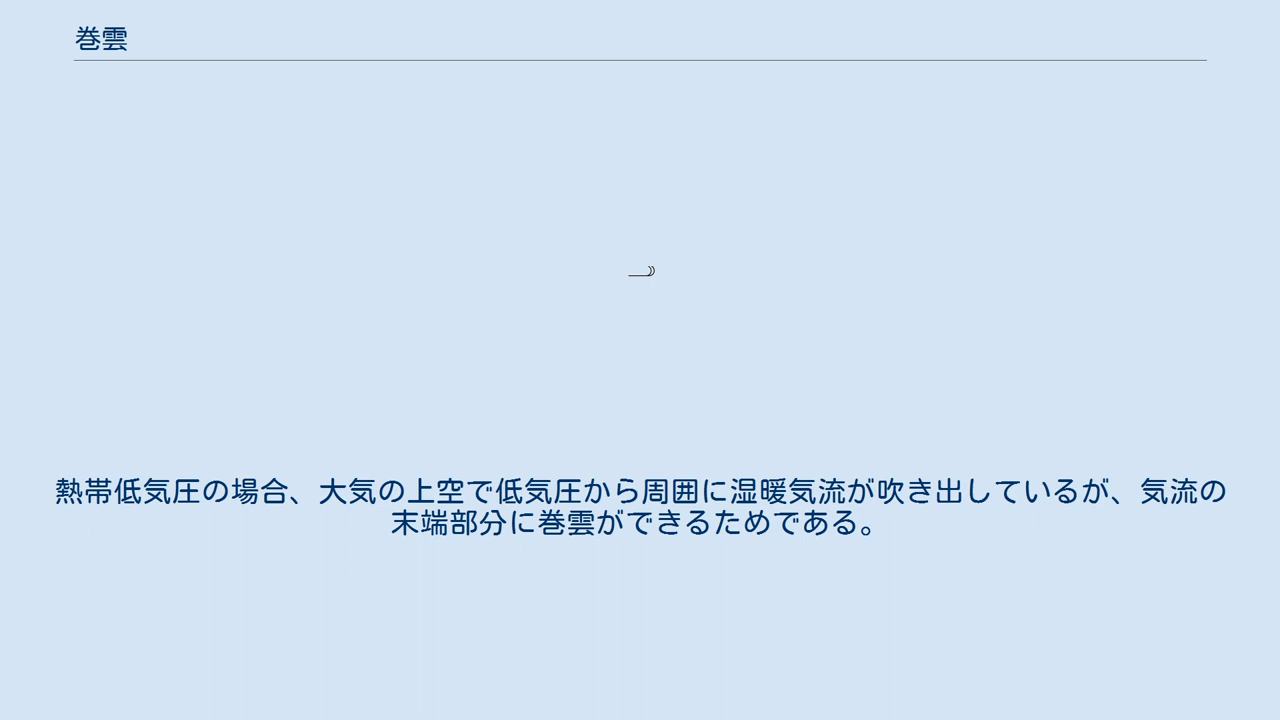 巻雲
熱帯低気圧の場合、大気の上空で低気圧から周囲に湿暖気流が吹き出しているが、気流の
末端部分に巻雲ができるためである。